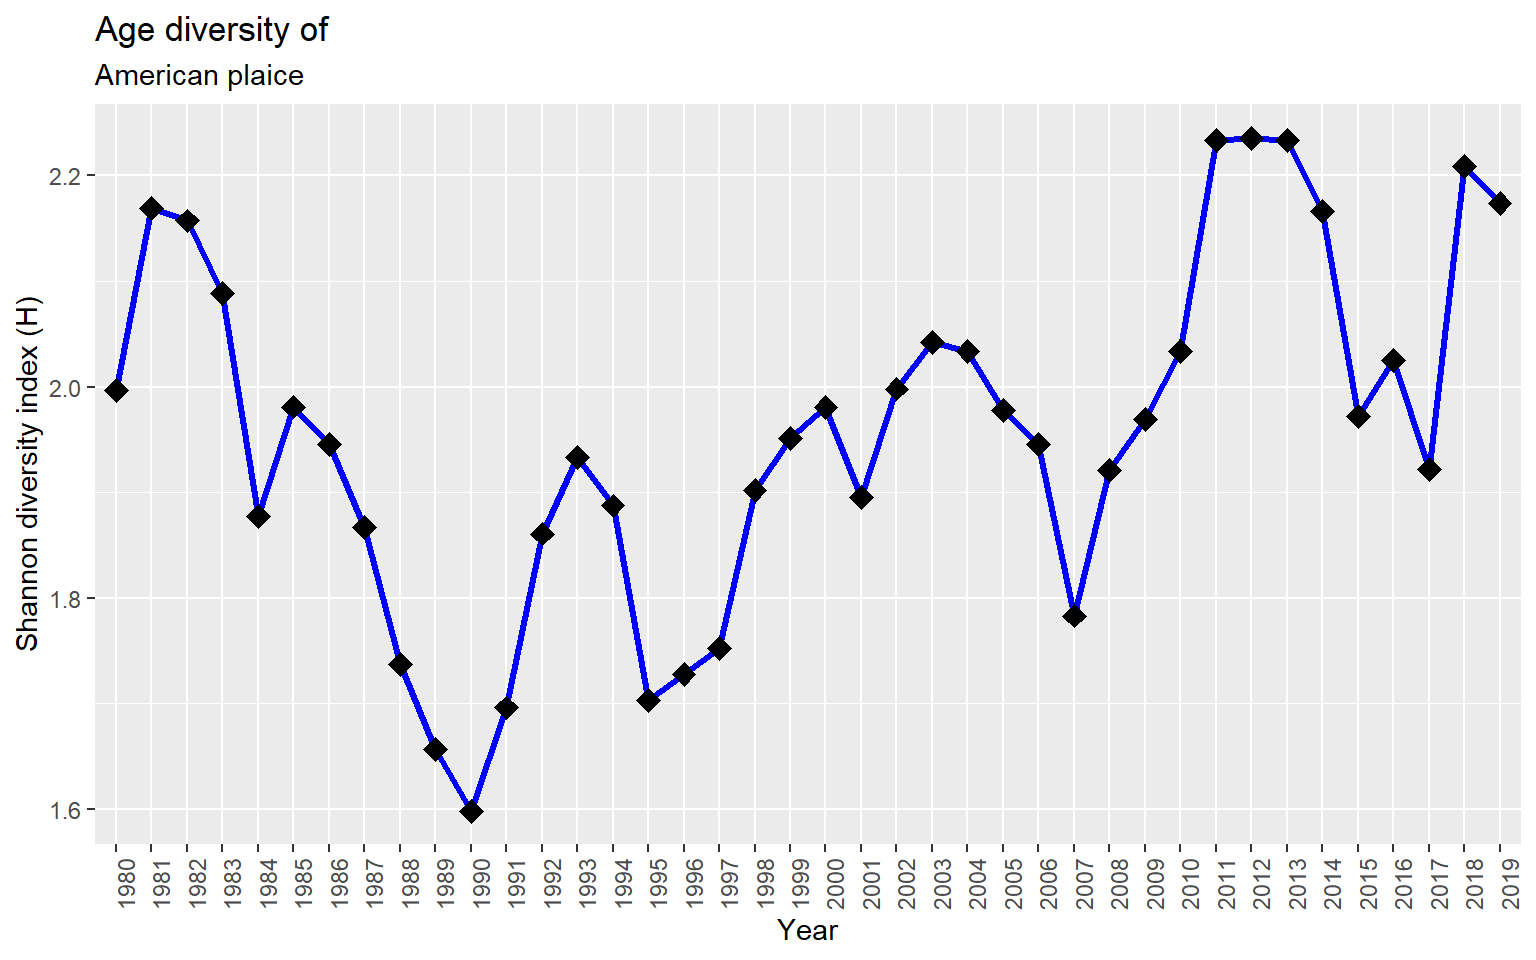 Age diversity of
American plaice
Shannon diversity index (H)
2.2
2.0
1.8
1.6
1980 1981 1982 1983 1984 1985 1986 1987 1988 1989 1990 1991 1992 1993 1994 1995 1996 1997 1998 1999 2000 2001 2002 2003 2004 2005 2006 2007 2008 2009 2010 2011 2012 2013 2014 2015 2016 2017 2018 2019
Year